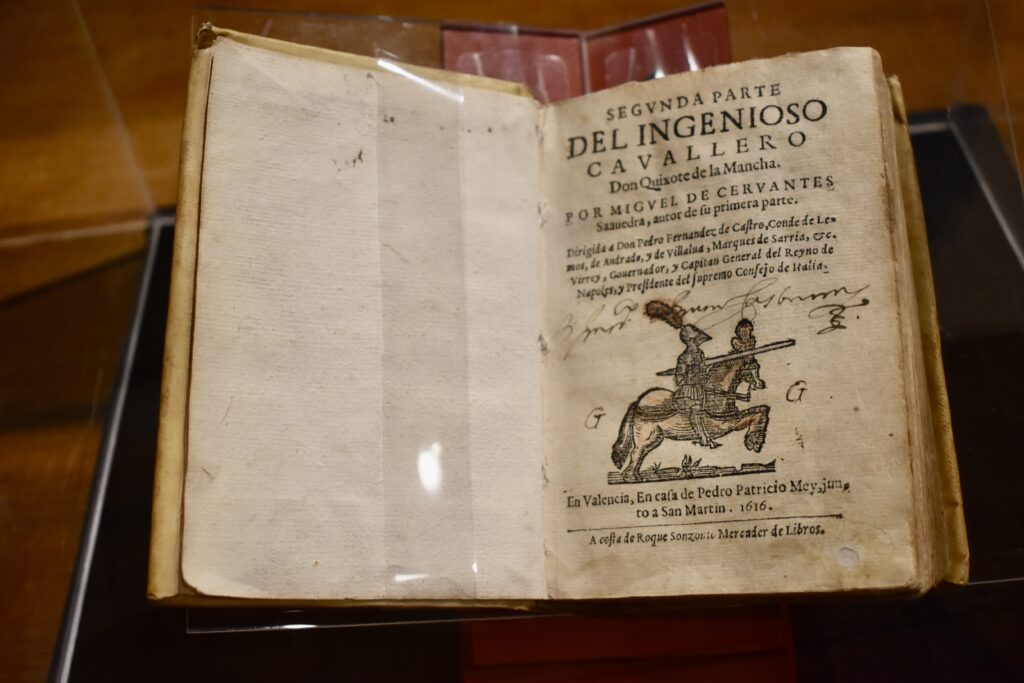 SEGVNDA PARTE
DEL INGENIOSO
CAVALLERO
Don Quixote de la Mancha.
POR MIGVEL DE CERVANTES
Saauedra, autor de ſu primera parte.
Dirigida a Don Pedro Fernandez de Caſtro, Conde de Le-
mos, de Andrade, y de Villalua, Marques de Sarria, &c.
Virrey, Gouernador, y Capitan General del Reyno de
Napoles, y Preſidente del ſupremo Conſejo de Italia.
G G
En Valencia, En caſa de Pedro Patricio Mey, jun-
to a San Martin. 1616.
A coſta de Roque Sonzonio Mercader de Libros.